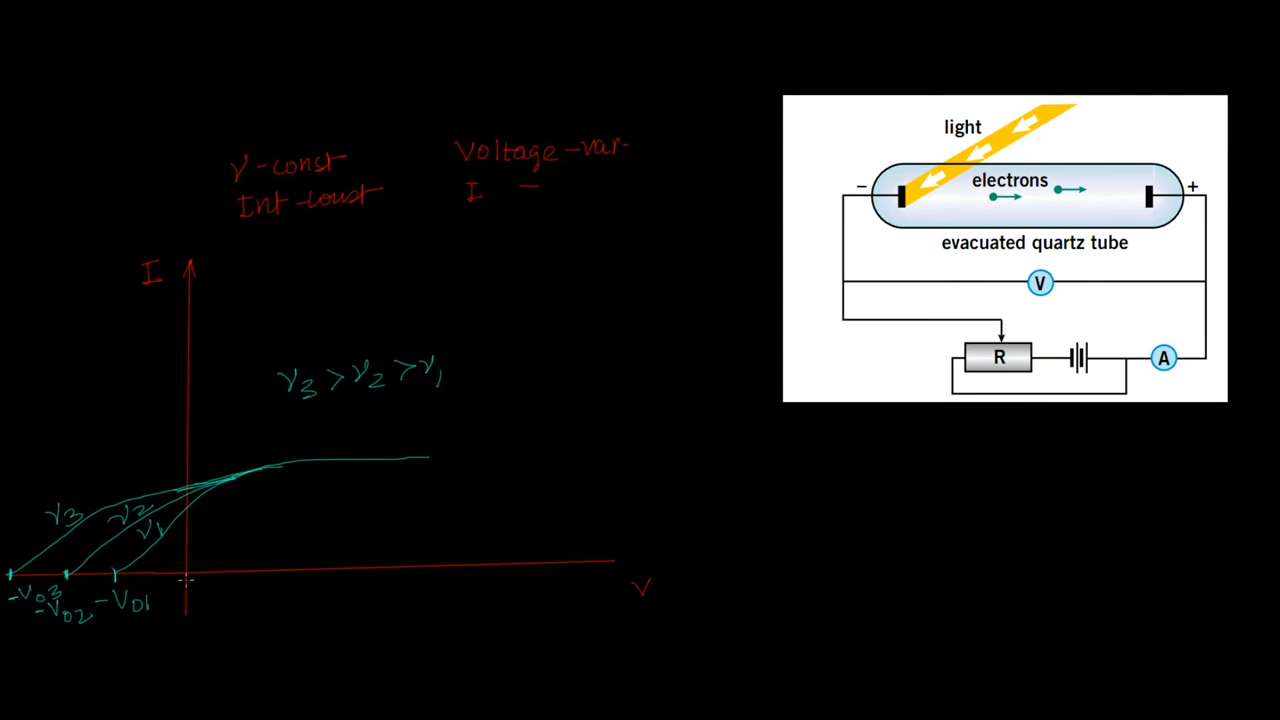 ν-const
Voltage-var-
Int-const
I -
I
ν3 > ν2 > ν1
ν3
ν2
ν1
-V03
-V02
-V01
V
light
electrons
−
+
evacuated quartz tube
V
R
A